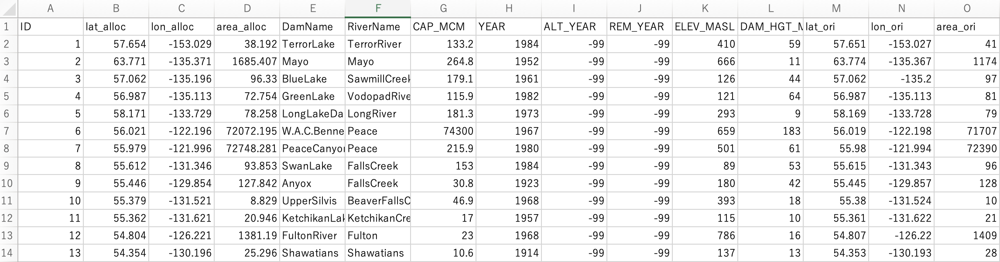 A B C D E F G H I J K L M N O
1 ID lat_alloc lon_alloc area_alloc DamName RiverName CAP_MCM YEAR ALT_YEAR REM_YEAR ELEV_MASL DAM_HGT_M lat_ori lon_ori area_ori
2 1 57.654 -153.029 38.192 TerrorLake TerrorRiver 133.2 1984 -99 -99 410 59 57.651 -153.027 41
3 2 63.771 -135.371 1685.407 Mayo Mayo 264.8 1952 -99 -99 666 11 63.774 -135.367 1174
4 3 57.062 -135.196 96.33 BlueLake SawmillCreek 179.1 1961 -99 -99 126 44 57.062 -135.2 97
5 4 56.987 -135.113 72.754 GreenLake VodopadRive 115.9 1982 -99 -99 121 64 56.987 -135.113 81
6 5 58.171 -133.729 78.258 LongLakeDa LongRiver 181.3 1973 -99 -99 293 9 58.169 -133.728 79
7 6 56.021 -122.196 72072.195 W.A.C.Benne Peace 74300 1967 -99 -99 659 183 56.019 -122.198 71707
8 7 55.979 -121.996 72748.281 PeaceCanyon Peace 215.9 1980 -99 -99 501 61 55.98 -121.994 72390
9 8 55.612 -131.346 93.853 SwanLake FallsCreek 153 1984 -99 -99 89 53 55.615 -131.343 96
10 9 55.446 -129.854 127.842 Anyox FallsCreek 30.8 1923 -99 -99 180 42 55.445 -129.857 128
11 10 55.379 -131.521 8.829 UpperSilvis BeaverFallsC 46.9 1968 -99 -99 393 18 55.38 -131.524 10
12 11 55.362 -131.621 20.946 KetchikanLak KetchikanCre 17 1957 -99 -99 115 10 55.361 -131.622 21
13 12 54.804 -126.221 1381.19 FultonRiver Fulton 23 1968 -99 -99 786 16 54.807 -126.22 1409
14 13 54.354 -130.196 25.296 Shawatians Shawatians 10.6 1914 -99 -99 137 13 54.353 -130.193 28